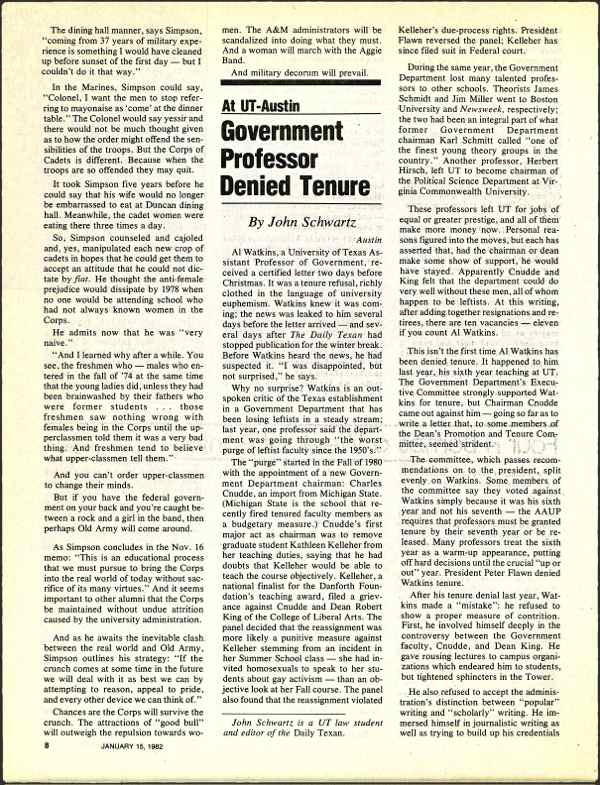 The dining hall manner, says Simpson,
"coming from 37 years of military expe-
rience is something I would have cleaned
up before sunset of the first day — but I
couldn't do it that way."
In the Marines, Simpson could say,
"Colonel, I want the men to stop refer-
ring to mayonaise as 'come' at the dinner
table." The Colonel would say yessir and
there would not be much thought given
as to how the order might offend the sen-
sibilities of the troops. But the Corps of
Cadets is different. Because when the
troops are so offended they may quit.
It took Simpson five years before he
could say that his wife would no longer
be embarrassed to eat at Duncan dining
hall. Meanwhile, the cadet women were
eating there three times a day.
So, Simpson counseled and cajoled
and, yes, manipulated each new crop of
cadets in hopes that he could get them to
accept an attitude that he could not dic-
tate by fiat. He thought the anti-female
prejudice would dissipate by 1978 when
no one would be attending school who
had not always known women in the
Corps.
He admits now that he was "very
naive."
"And I learned why after a while. You
see, the freshmen who — males who en-
tered in the fall of '74 at the same time
that the young ladies did, unless they had
been brainwashed by their fathers who
were former students . . . those
freshmen saw nothing wrong with
females being in the Corps until the up-
perclassmen told them it was a very bad
thing. And freshmen tend to believe
what upper-classmen tell them."
And you can't order upper-classmen
to change their minds.
But if you have the federal govern-
ment on your back and you're caught be-
tween a rock and a girl in the band, then
perhaps Old Army will come around.
As Simpson concludes in the Nov. 16
memo: "This is an educational process
that we must pursue to bring the Corps
into the real world of today without sac-
rifice of its many virtues." And it seems
important to other alumni that the Corps
be maintained without undue attrition
caused by the university administration.
And as he awaits the inevitable clash
between the real world and Old Army,
Simpson outlines his strategy: "If the
crunch comes at some time in the future
we will deal with it as best we can by
attempting to reason, appeal to pride,
and every other device we can think of."
Chances are the Corps will survive the
crunch. The attractions of "good bull"
will outweigh the repulsion towards wo-
men. The A&M administrators will be
scandalized into doing what they must.
And a woman will march with the Aggie
Band.
And military decorum will prevail.
At UT-Austin
Government
Professor
Denied Tenure
By John Schwartz
Austin
Al Watkins, a University of Texas As-
sistant Professor of Government, re-
ceived a certified letter two days before
Christmas. It was a tenure refusal, richly
clothed in the language of university
euphemism. Watkins knew it was com-
ing; the news was leaked to him several
days before the letter arrived — and sev-
eral days after The Daily Texan had
stopped publication for the winter break.
Before Watkins heard the news, he had
suspected it. "I was disappointed, but
not surprised," he says.
Why no surprise? Watkins is an out-
spoken critic of the Texas establishment
in a Government department that has
been losing leftists in a steady stream;
last year, one professor said the depart-
ment was going through "the worst
purge of leftist faculty since the 1950's."
The "purge" started in the Fall of 1980
with the appointment of a new Govern-
ment Department chairman: Charles
Cnudde, an import from Michigan State.
(Michigan State is the school that re-
cently fired tenured faculty members as
a budgetary measure.) Cnudde's first
major act as chairman was to remove
graduate student Kathleen Kelleher from
her teaching duties, saying that he had
doubts that Kelleher would be able to
teach the course objectively. Kelleher, a
national finalist for the Danforth Foun-
dation's teaching award, filed a griev-
ance against Cnudde and Dean Robert
King of the College of Liberal Arts. The
panel decided that the reassignment was
more likely a punitive measure against
Kelleher stemming from an incident in
her Summer School class — she had in-
vited homosexuals to speak to her stu-
dents about gay activism — than an ob-
jective look at her Fall course. The panel
also found that the reassignment violated
John Schwartz is a UT law student
and editor of the Daily Texan.
Kelleher's due-process rights. President
Flawn reversed the panel; Kelleher has
since filed suit in Federal court.
During the same year, the Government
Department lost many talented profes-
sors to other schools. Theorists James
Schmidt and Jim Miller went to Boston
University and Newsweek, respectively;
the two had been an integral part of what
former Government Department
chairman Karl Schmitt called "one of
the finest young theory groups in the
country." Another professor, Herbert
Hirsch, left UT to become chairman of
the Political Science Department at Vir-
ginia Commonwealth University.
These professors left UT for jobs of
equal or greater prestige, and all of them
make more money now. Personal rea-
sons figured into the moves, but each has
asserted that, had the chairman or dean
make some show of support, he would
have stayed. Apparently Cnudde and
King felt that the department could do
very well without these men, all of whom
happen to be leftists. At this writing,
after adding together resignations and re-
tirees, there are ten vacancies — eleven
if you count Al Watkins.
This isn't the first time Al Watkins has
been denied tenure. It happened to him
last year, his sixth year teaching at UT.
The Government Department's Execu-
tive Committee strongly supported Wat-
kins for tenure, but Chairman Cnudde
came out against him — going so far as to
write a letter that, to some members of
the Dean's Promotion and Tenure Com-
mittee, seemed strident.
The committee, which passes recom-
mendations on to the president, split
evenly on Watkins. Some members of
the committee say they voted against
Watkins simply because it was his sixth
year and not his seventh — the AAUP
requires that professors must be granted
tenure by their seventh year or be re-
leased. Many professors treat the sixth
year as a warm-up appearance, putting
off hard decisions until the crucial "up or
out" year. President Peter Flawn denied
Watkins tenure.
After his tenure denial last year, Wat-
kins made a "mistake": he refused to
show a proper measure of contrition.
First, he involved himself deeply in the
controversy between the Government
faculty, Cnudde, and Dean King. He
gave rousing lectures to campus organi-
zations which endeared him to students,
but tightened sphincters in the Tower.
He also refused to accept the adminis-
tration's distinction between "popular"
writing and "scholarly" writing. He im-
mersed himself in journalistic writing as
well as trying to build up his credentials
8 JANUARY 15, 1982